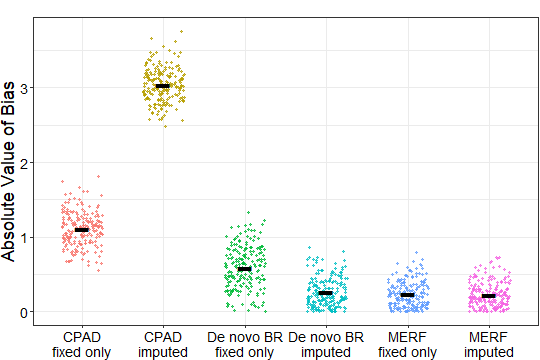 Absolute Value of Bias
3
2
1
0
CPAD
fixed only
CPAD
imputed
De novo BR
fixed only
De novo BR
imputed
MERF
fixed only
MERF
imputed